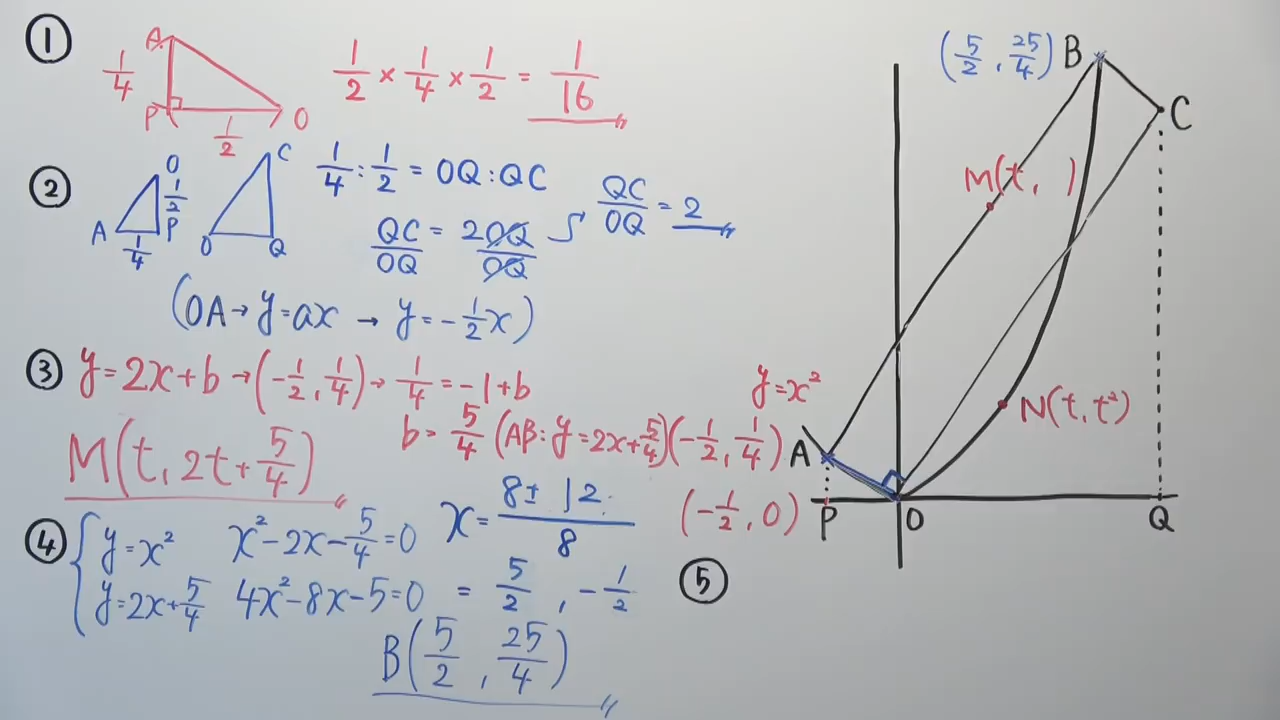 ① A 1/4 P 1/2 O 1/2 × 1/4 × 1/2 = 1/16
② A O 1/2 P 1/4 O C Q 1/4 : 1/2 = OQ : QC
QC/OQ = 2OQ/OQ ∫ QC/OQ = 2
(OA → y = ax → y = -1/2x)
③ y = 2x + b → (-1/2, 1/4) → 1/4 = -1 + b
b = 5/4 (AB : y = 2x + 5/4)
M(t, 2t + 5/4)
④ { y = x² x² - 2x - 5/4 = 0 x = 8 ± 12/8
y = 2x + 5/4 4x² - 8x - 5 = 0 = 5/2, -1/2
B(5/2, 25/4)
⑤
(5/2, 25/4) B
C
M(t, )
y = x²
N(t, t²)
(-1/2, 1/4) A
(-1/2, 0) P O Q